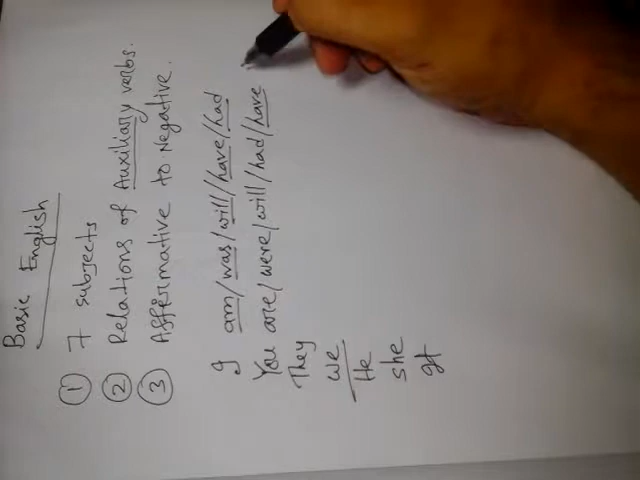 Basic English
① 7 subjects
② Relations of Auxiliary verbs.
③ Affirmative to Negative.
I am/was/will/have/had
You are/were/will/had/have
They
we
He
she
It